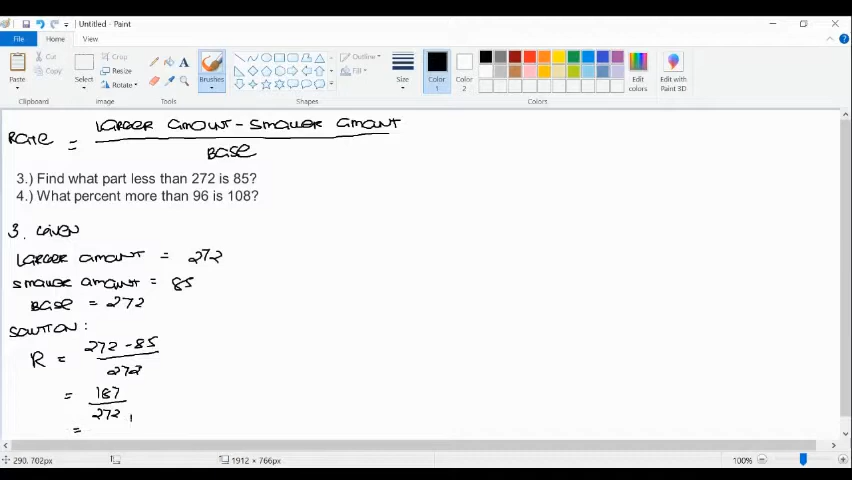 Untitled - Paint
File Home View
Paste Cut Copy Clipboard
Select Crop Resize Rotate Image
A Tools
Brushes
Shapes Outline Fill
Size
Color 1 Color 2 Colors
Edit colors
Edit with Paint 3D
RATE = LARGER AMOUNT - SMALLER AMOUNT
BASE
3.) Find what part less than 272 is 85?
4.) What percent more than 96 is 108?
3. GIVEN
LARGER AMOUNT = 272
SMALLER AMOUNT = 85
BASE = 272
SOLUTION :
R = 272 - 85
272
= 187
272
=
290, 702px 1912 × 766px 100%